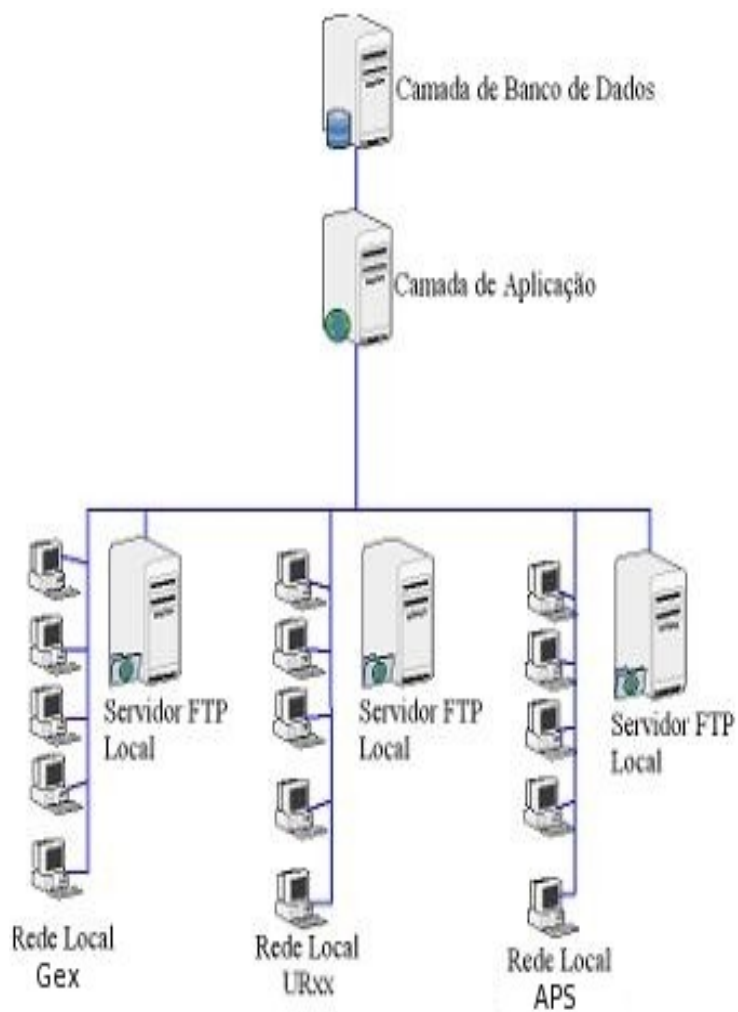 Camada de Banco de Dados
Camada de Aplicação
Servidor FTP
Local
Servidor FTP
Local
Servidor FTP
Local
Rede Local
Gex
Rede Local
URxx
Rede Local
APS